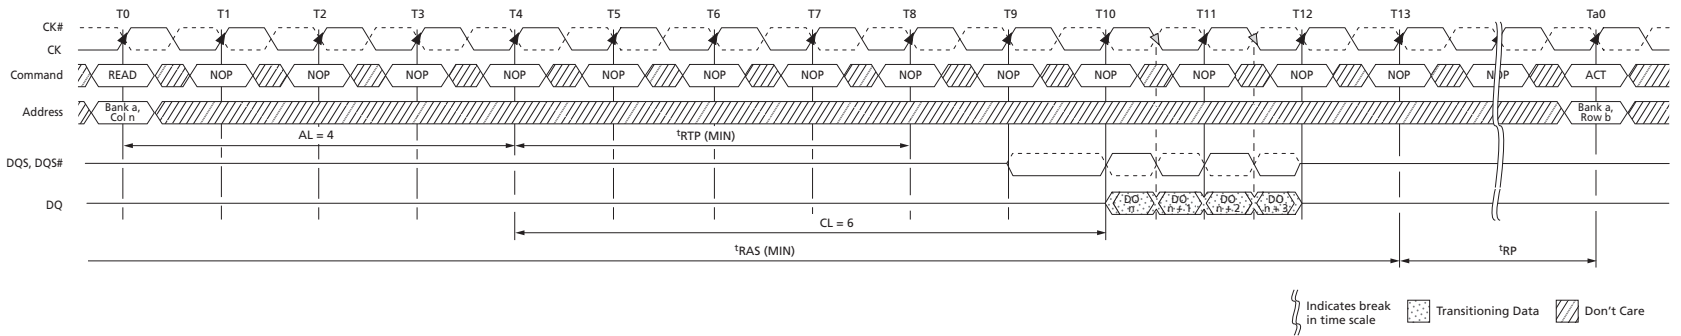 T0 T1 T2 T3 T4 T5 T6 T7 T8 T9 T10 T11 T12 T13 Ta0
CK#
CK
Command READ NOP NOP NOP NOP NOP NOP NOP NOP NOP NOP NOP NOP NOP NOP ACT
Address Bank a, Col n Bank a, Row b
AL = 4 tRTP (MIN)
DQS, DQS#
DQ DO n DO n + 1 DO n + 2 DO n + 3
CL = 6
tRAS (MIN) tRP
Indicates break
in time scale
Transitioning Data
Don't Care